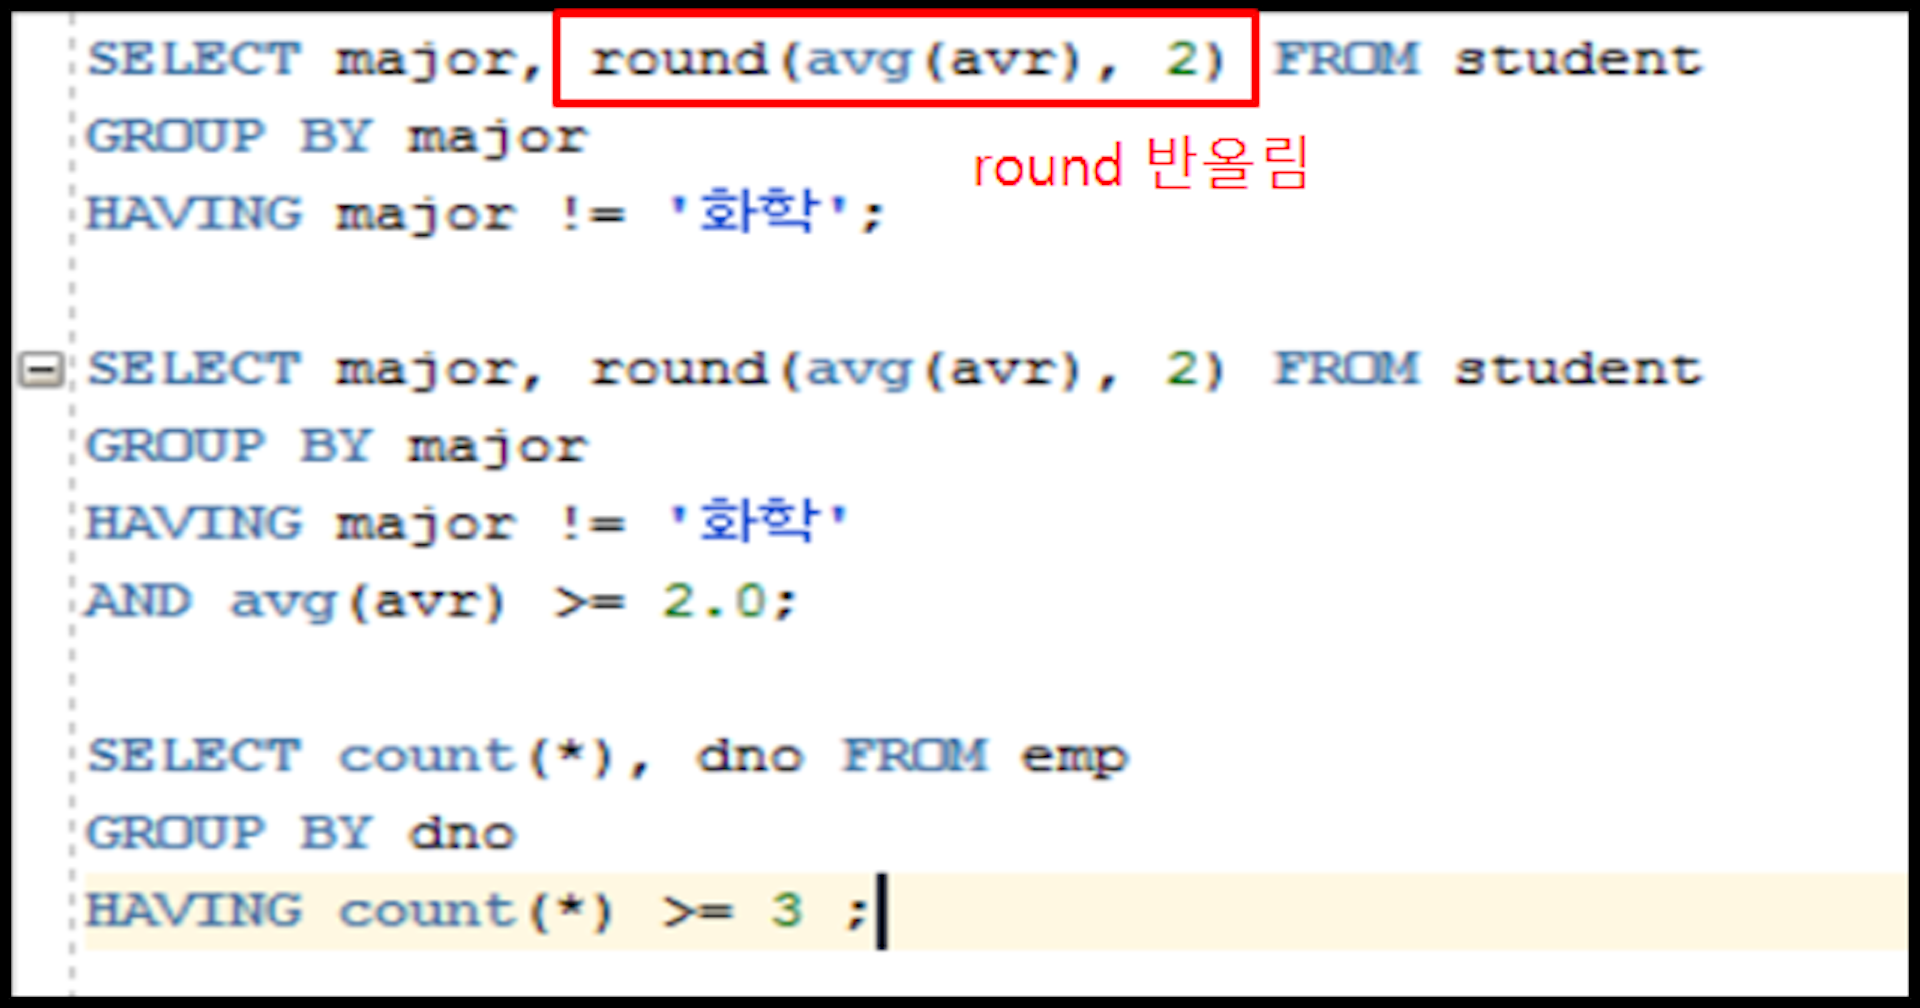 SELECT major, round(avg(avr), 2) FROM student
GROUP BY major
round 반올림
HAVING major != '화학';
SELECT major, round(avg(avr), 2) FROM student
GROUP BY major
HAVING major != '화학'
AND avg(avr) >= 2.0;
SELECT count(*), dno FROM emp
GROUP BY dno
HAVING count(*) >= 3 ;